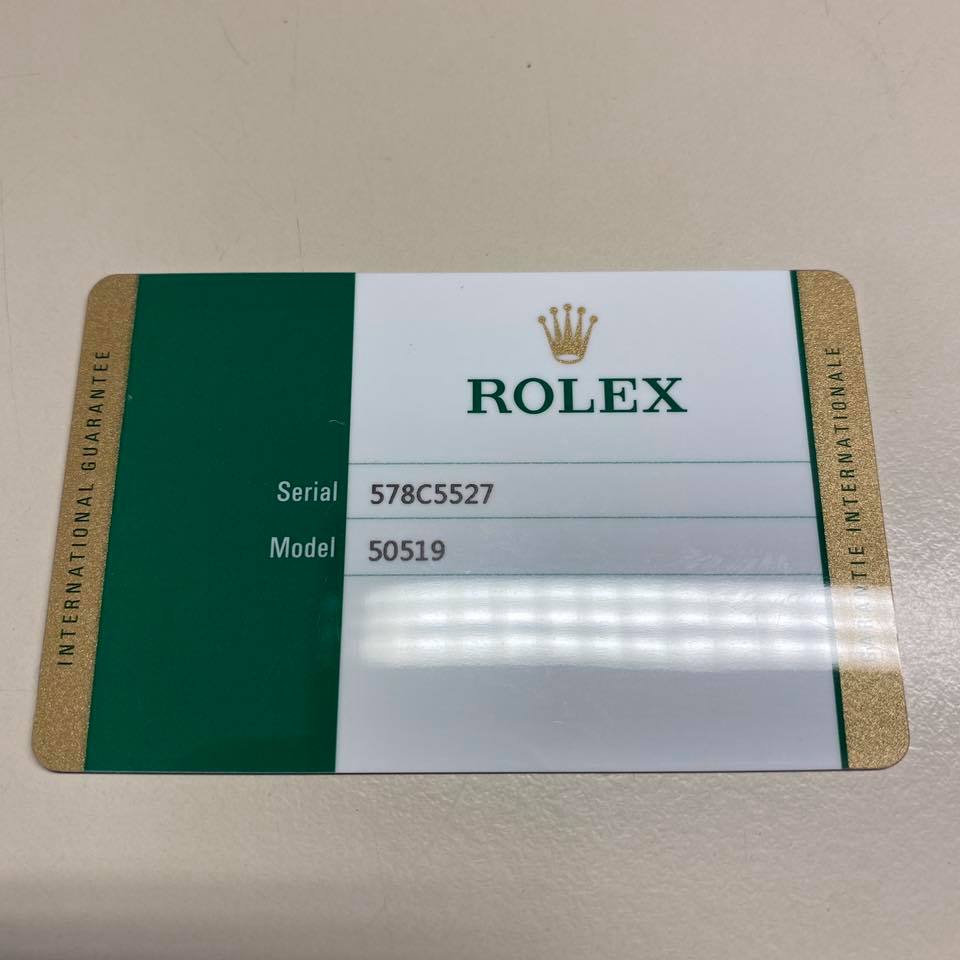 INTERNATIONAL GUARANTEE
ROLEX
Serial 578C5527
Model 50519
GARANTIE INTERNATIONALE